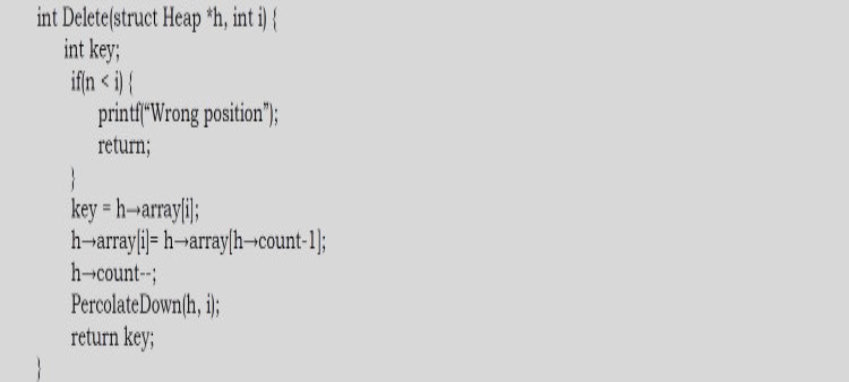 int Delete(struct Heap *h, int i) {
int key;
if(n < i) {
printf(“Wrong position”);
return;
}
key = h→array[i];
h→array[i]= h→array[h→count-1];
h→count--;
PercolateDown(h, i);
return key;
}